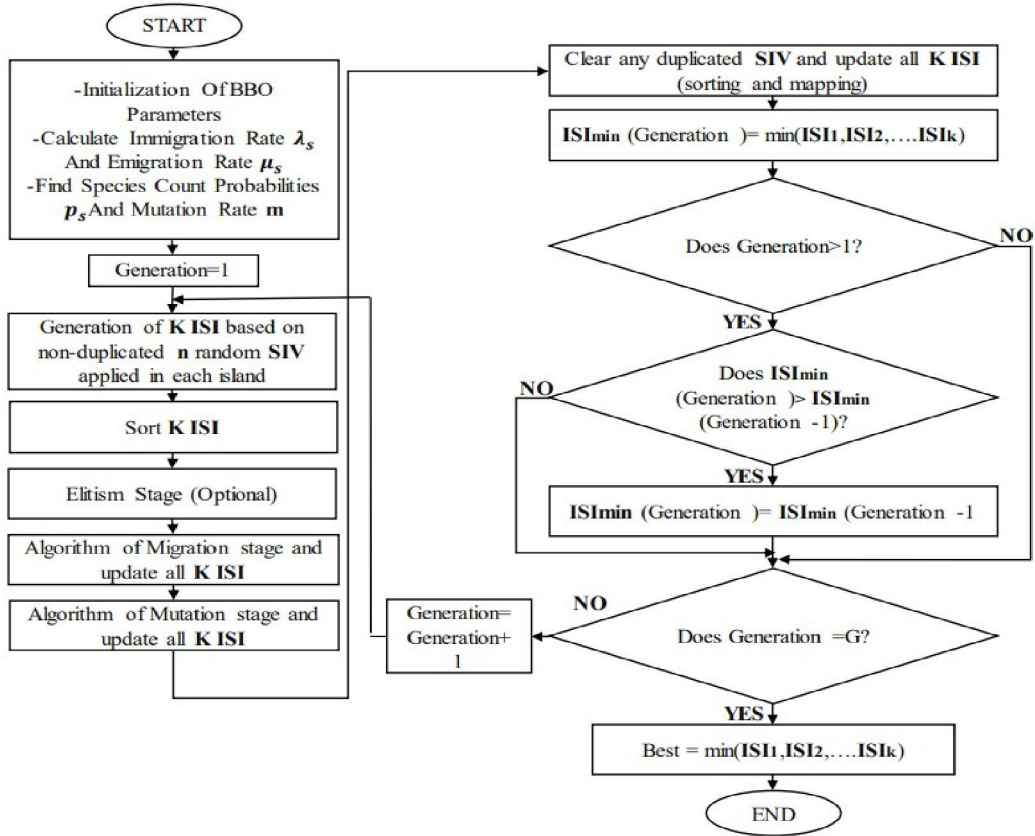 START
-Initialization Of BBO
Parameters
-Calculate Immigration Rate λs
And Emigration Rate μs
-Find Species Count Probabilities
ps And Mutation Rate m
Generation=1
Generation of K ISI based on
non-duplicated n random SIV
applied in each island
Sort K ISI
Elitism Stage (Optional)
Algorithm of Migration stage and
update all K ISI
Algorithm of Mutation stage and
update all K ISI
Clear any duplicated SIV and update all K ISI
(sorting and mapping)
ISImin (Generation )= min(ISI1,ISI2,....ISIk)
Does Generation>1?
NO
YES
Does ISImin
(Generation )> ISImin
(Generation -1)?
NO
YES
ISImin (Generation )= ISImin (Generation -1
Does Generation =G?
NO
Generation=
Generation+
1
YES
Best = min(ISI1,ISI2,....ISIk)
END